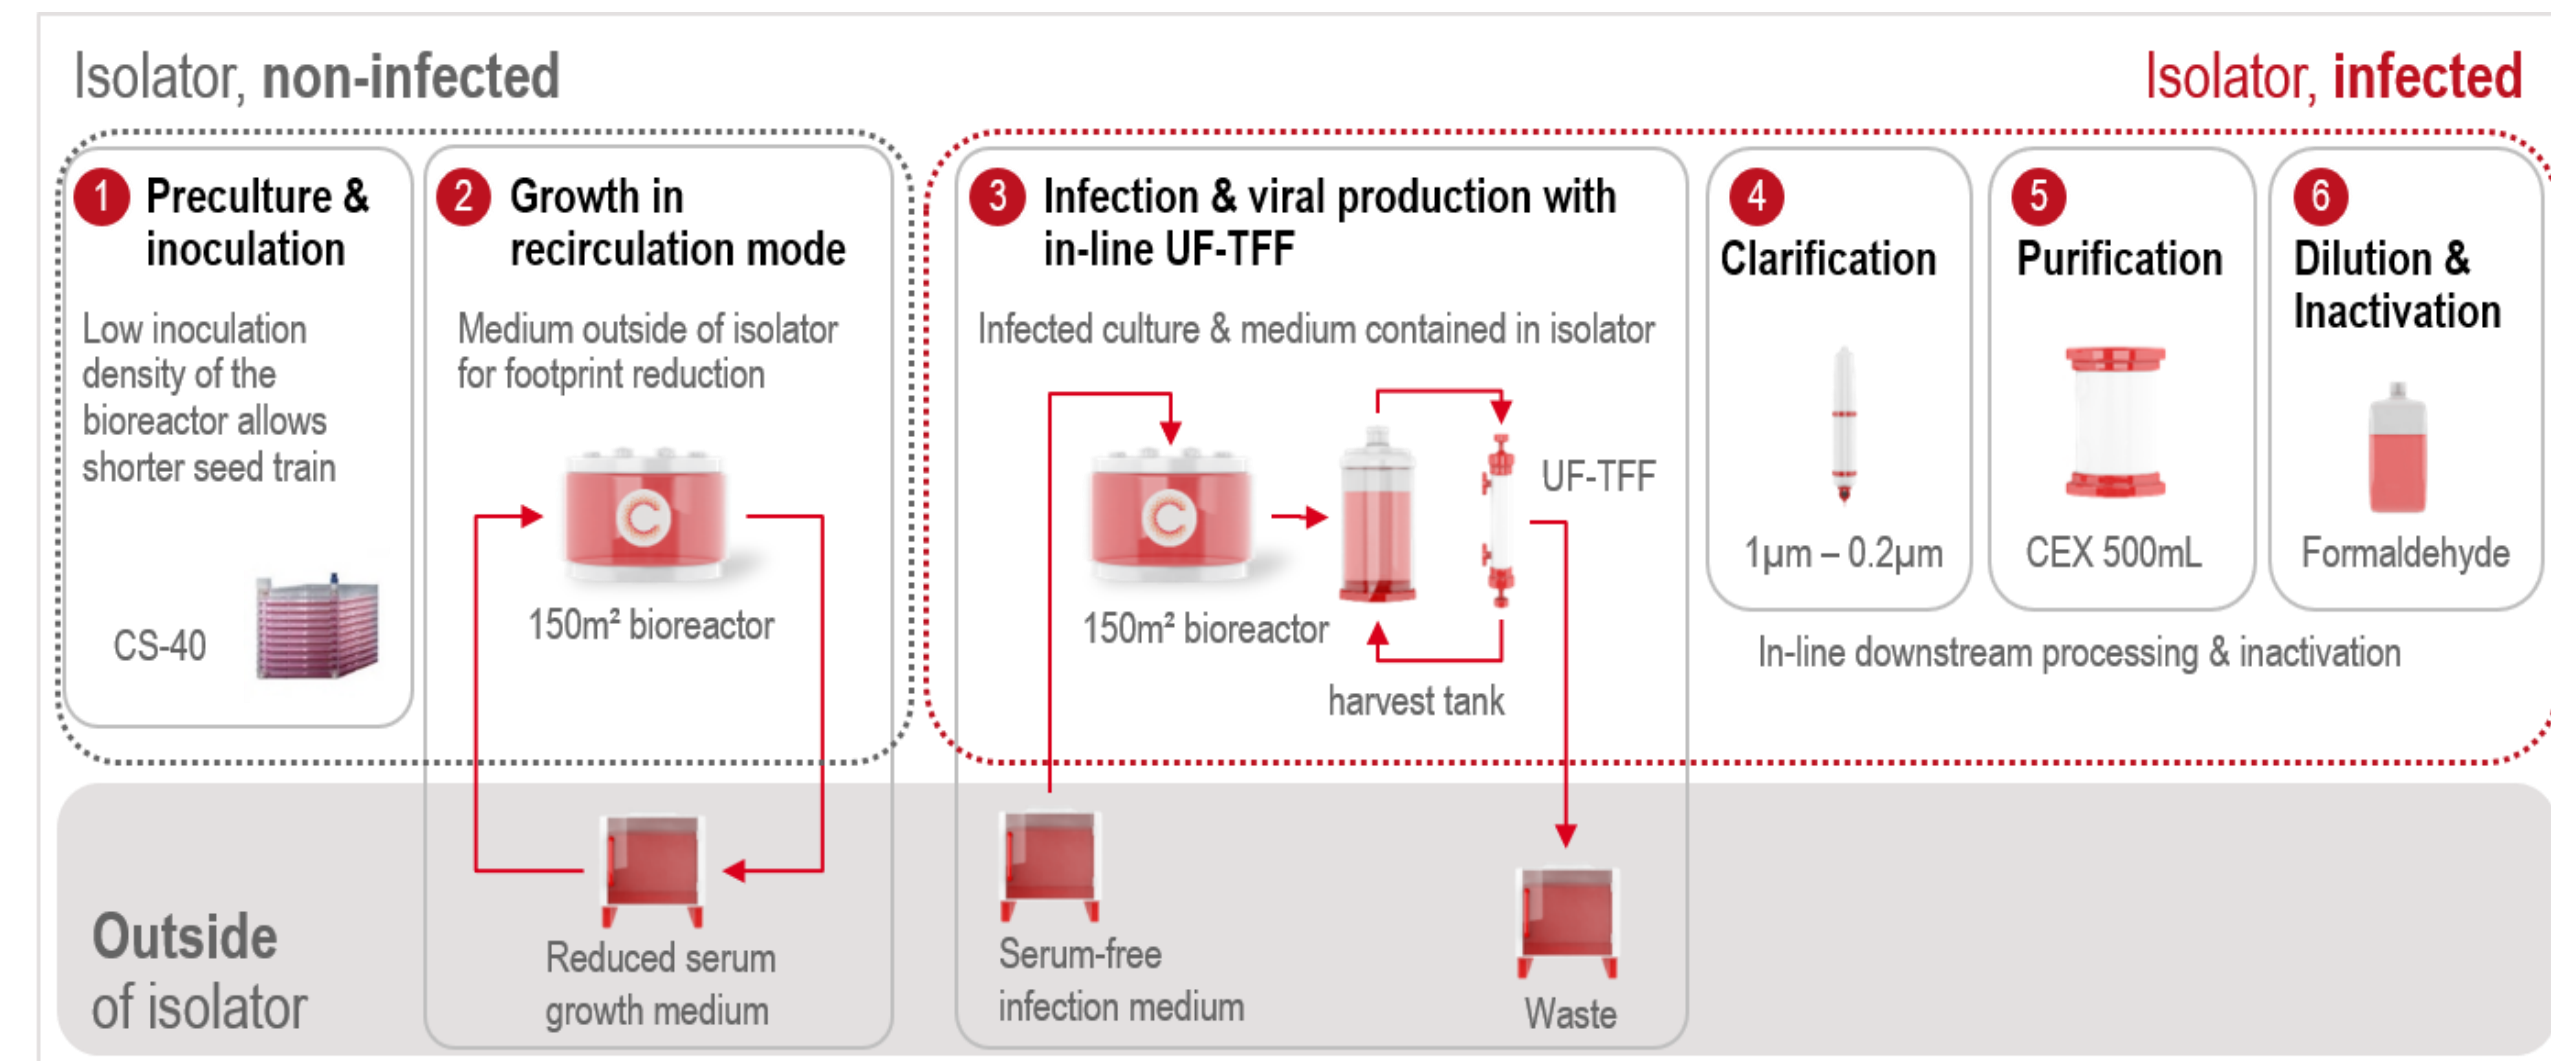 Isolator, non-infected
Isolator, infected
1 Preculture &
inoculation
Low inoculation
density of the
bioreactor allows
shorter seed train
CS-40
2 Growth in
recirculation mode
Medium outside of isolator
for footprint reduction
150m² bioreactor
Reduced serum
growth medium
3 Infection & viral production with
in-line UF-TFF
Infected culture & medium contained in isolator
UF-TFF
150m² bioreactor
harvest tank
Serum-free
infection medium
Waste
4
Clarification
1µm – 0.2µm
5
Purification
CEX 500mL
6
Dilution &
Inactivation
Formaldehyde
In-line downstream processing & inactivation
Outside
of isolator